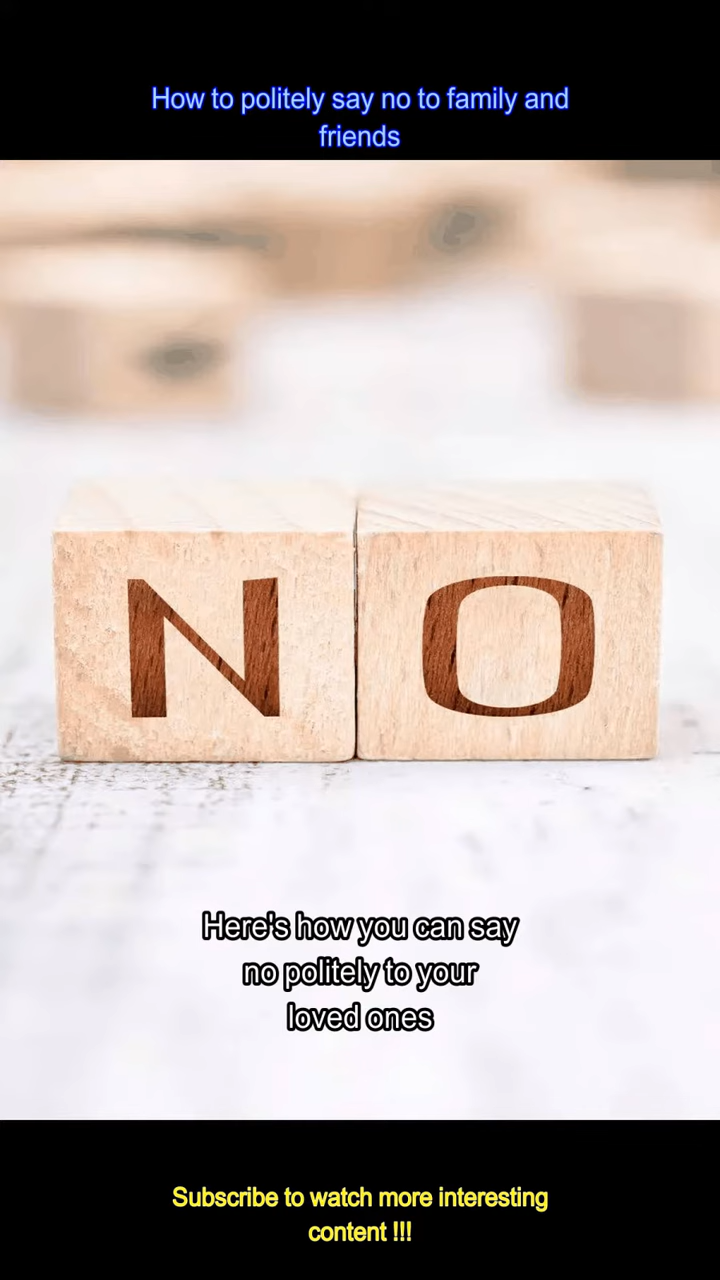 How to politely say no to family and
friends
NO
Here's how you can say
no politely to your
loved ones
Subscribe to watch more interesting
content !!!